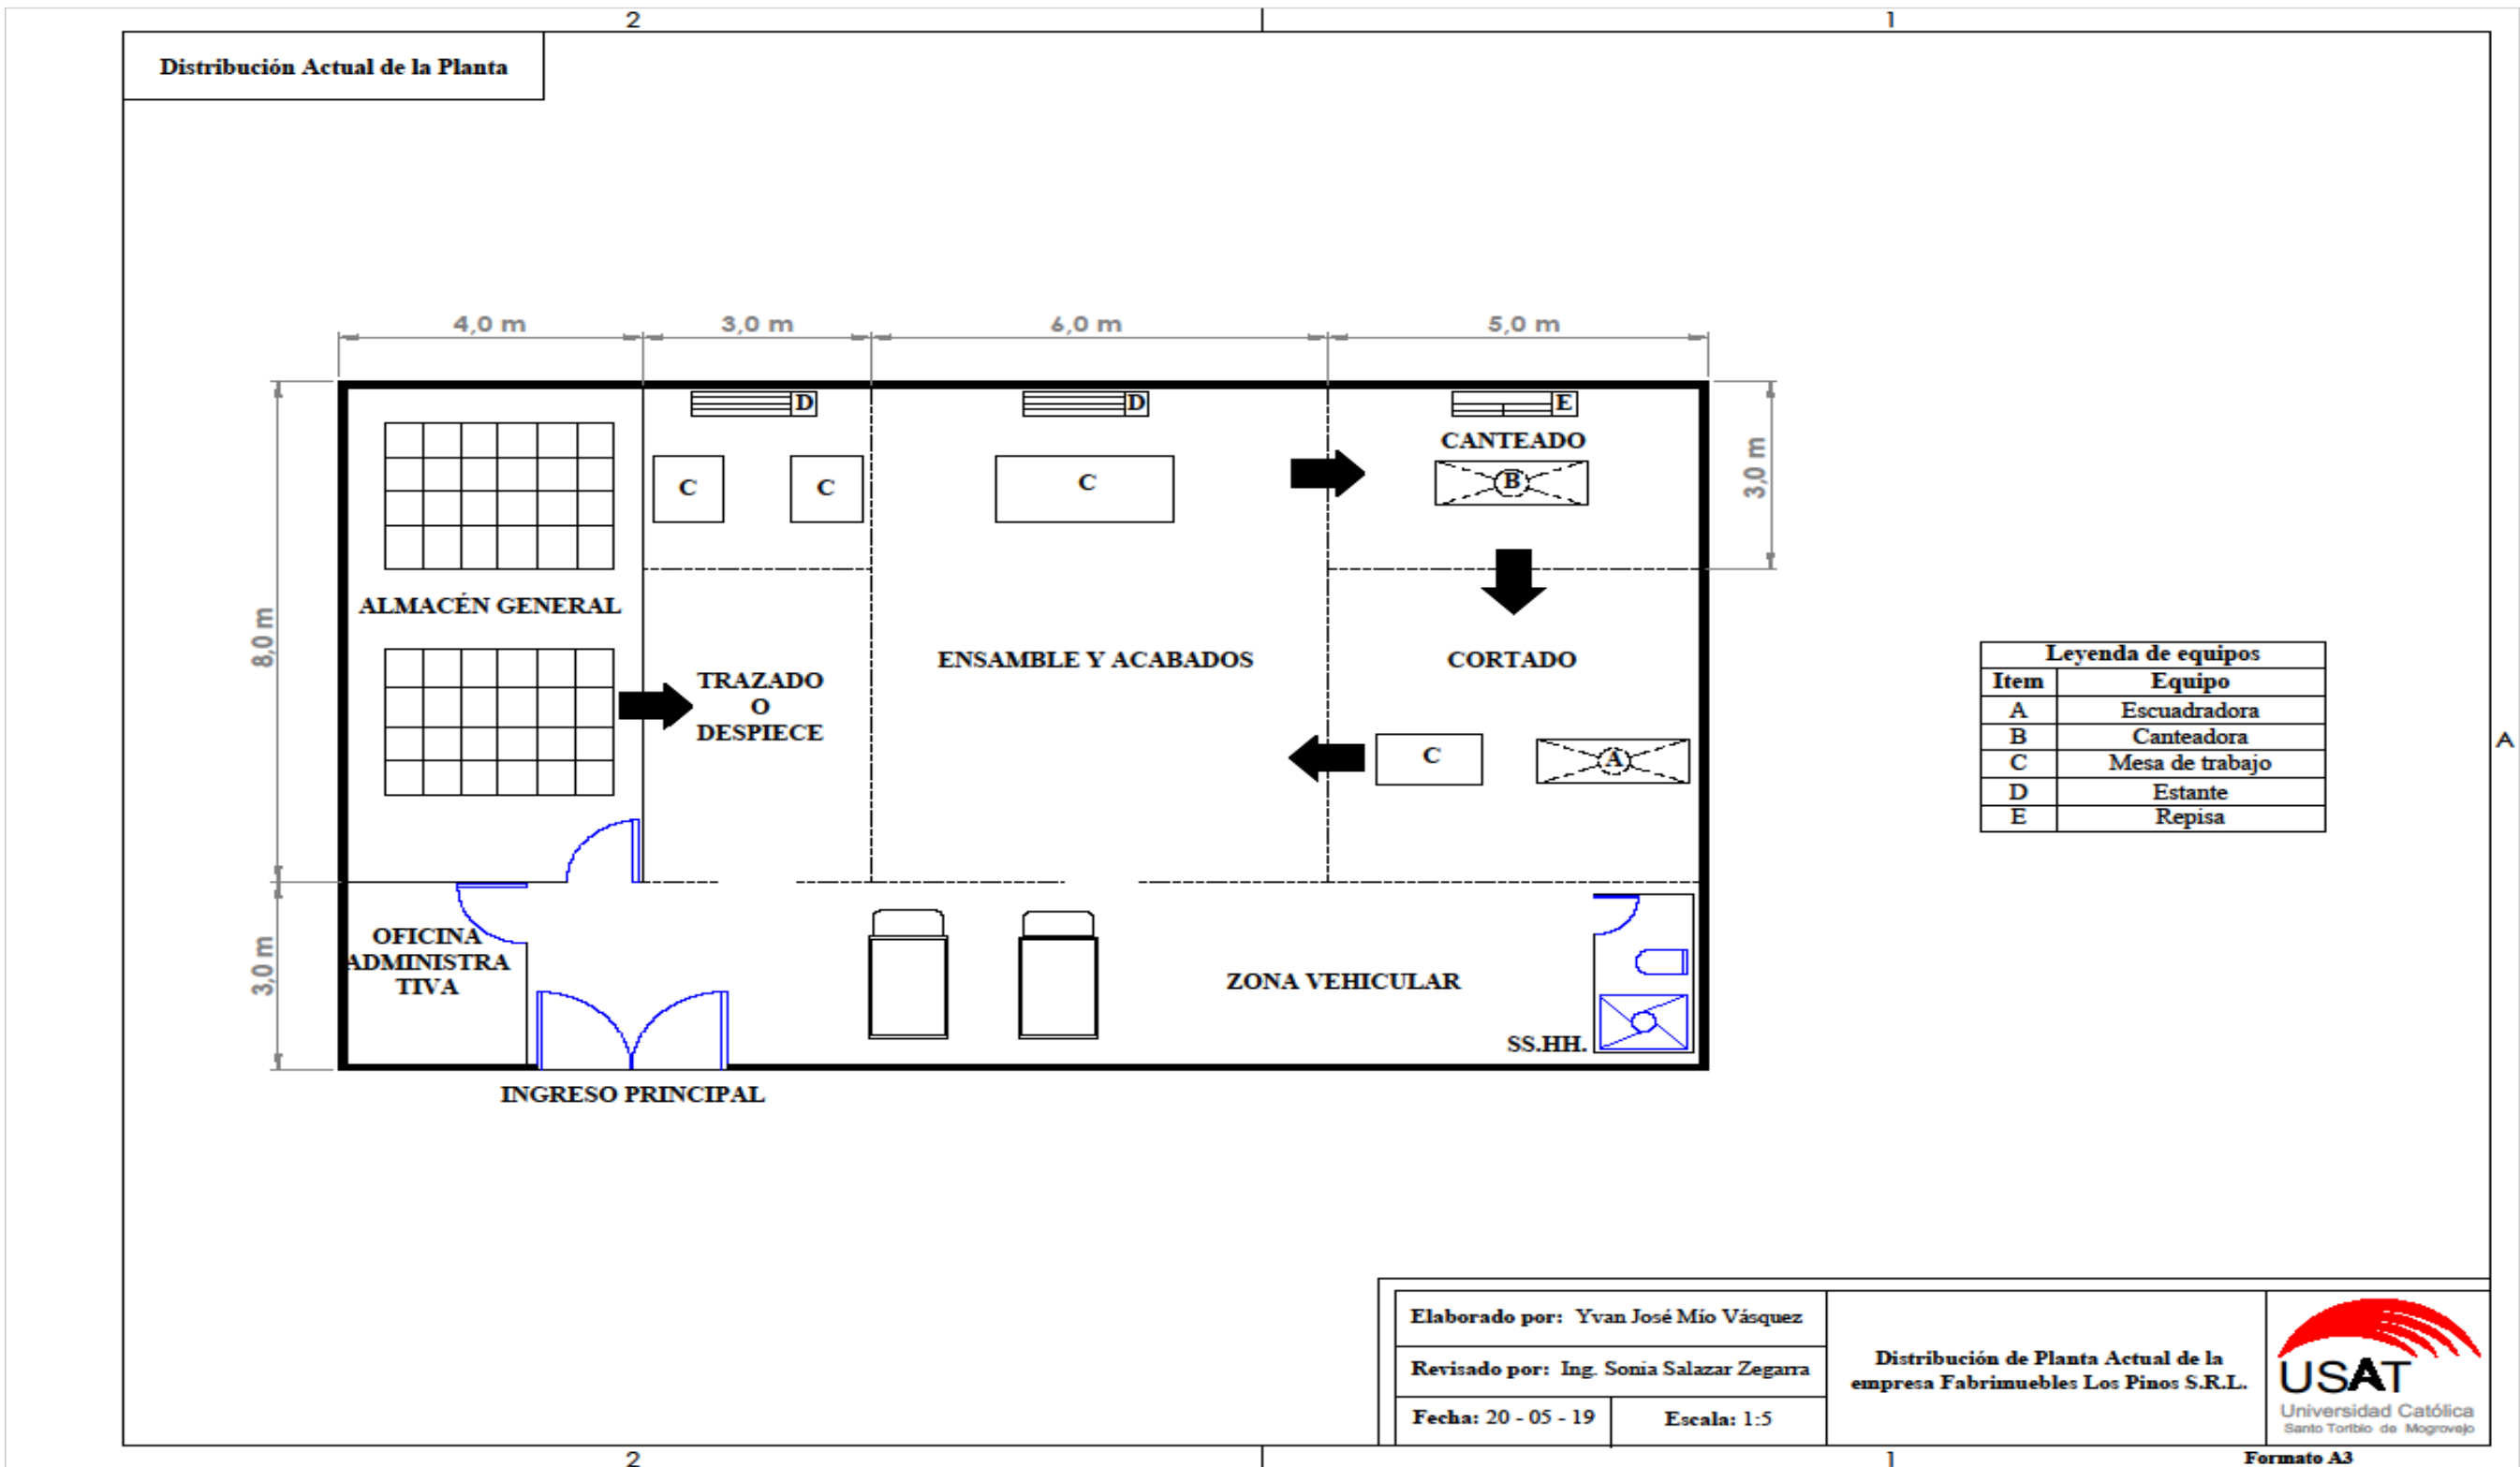 2
1
Distribución Actual de la Planta
4,0 m
3,0 m
6,0 m
5,0 m
D
D
E
CANTEADO
C
C
C
B
3,0 m
ALMACÉN GENERAL
8,0 m
ENSAMBLE Y ACABADOS
CORTADO
TRAZADO
O
DESPIECE
C
A
Leyenda de equipos
Item Equipo
A Escuadradora
B Canteadora
C Mesa de trabajo
D Estante
E Repisa
A
OFICINA
ADMINISTRA
TIVA
3,0 m
ZONA VEHICULAR
SS.HH.
INGRESO PRINCIPAL
Elaborado por: Yvan José Mío Vásquez
Revisado por: Ing. Sonia Salazar Zegarra
Fecha: 20 - 05 - 19
Escala: 1:5
Distribución de Planta Actual de la
empresa Fabrimuebles Los Pinos S.R.L.
USAT
Universidad Católica
Santo Toribio de Mogrovejo
2
1
Formato A3